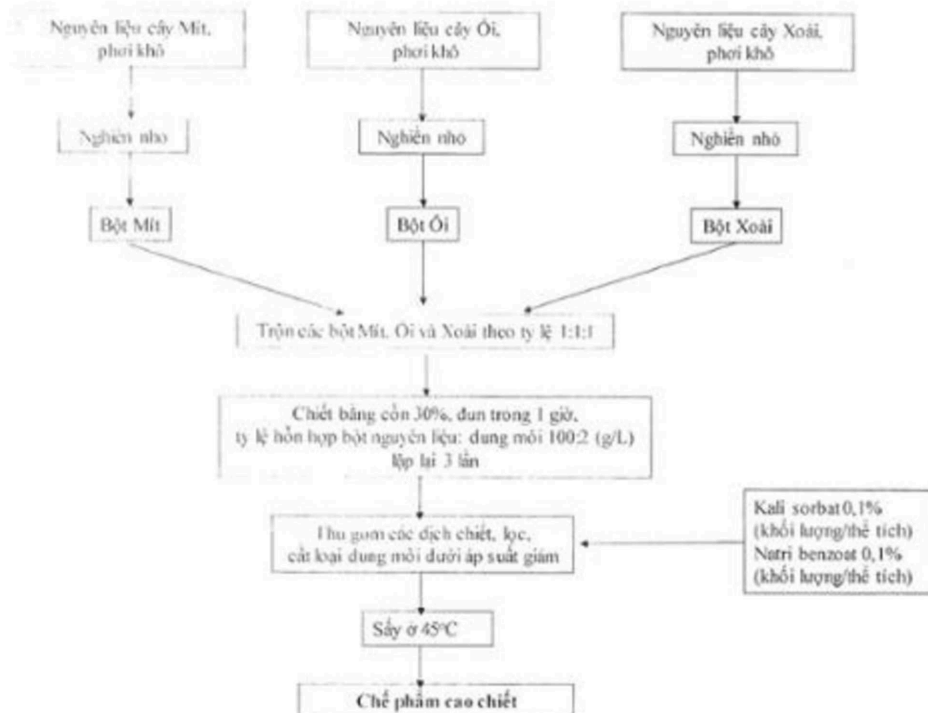 Nguyên liệu cây Mít,
phơi khô
Nguyên liệu cây Ổi,
phơi khô
Nguyên liệu cây Xoài,
phơi khô
Nghiền nhỏ
Nghiền nhỏ
Nghiền nhỏ
Bột Mít
Bột Ổi
Bột Xoài
Trộn các bột Mít, Ổi và Xoài theo tỷ lệ 1:1:1
Chiết bằng cồn 30%, đun trong 1 giờ,
tỷ lệ hỗn hợp bột nguyên liệu: dung môi 100:2 (g/L)
lặp lại 3 lần
Thu gom các dịch chiết, lọc,
cất loại dung môi dưới áp suất giảm
Kali sorbat 0,1%
(khối lượng/thể tích)
Natri benzoat 0,1%
(khối lượng/thể tích)
Sấy ở 45°C
Chế phẩm cao chiết